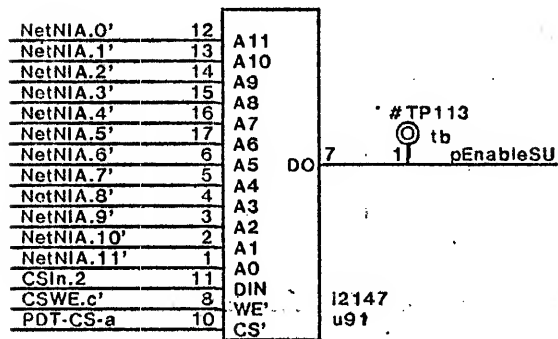 NetNIA.0' 12 A11
NetNIA.1' 13 A10
NetNIA.2' 14 A9
NetNIA.3' 15 A8
NetNIA.4' 16 A7
NetNIA.5' 17 A6
NetNIA.6' 6 A5
NetNIA.7' 5 A4
NetNIA.8' 4 A3
NetNIA.9' 3 A2
NetNIA.10' 2 A1
NetNIA.11' 1 A0
CSIn.2 11 DIN
CSWE.c' 8 WE'
PDT-CS-a 10 CS'
#TP113
tb
DO 7 1 pEnableSU
i2147
u91